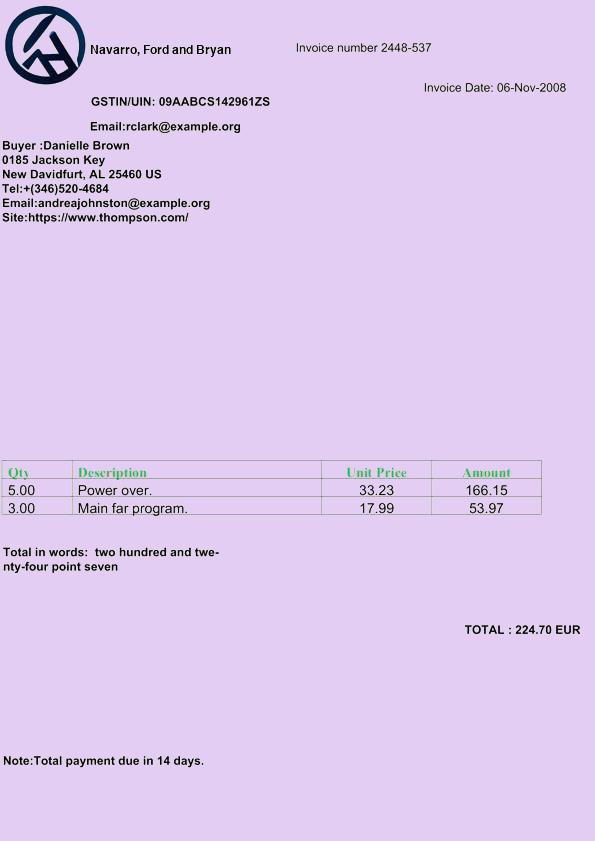 Navarro, Ford and Bryan
Invoice number 2448-537
Invoice Date: 06-Nov-2008
GSTIN/UIN: 09AABCS142961ZS
Email:rclark@example.org
Buyer :Danielle Brown
0185 Jackson Key
New Davidfurt, AL 25460 US
Tel:+(346)520-4684
Email:andreajohnston@example.org
Site:https://www.thompson.com/
Qty Description Unit Price Amount
5.00 Power over. 33.23 166.15
3.00 Main far program. 17.99 53.97
Total in words: two hundred and twe-
nty-four point seven
TOTAL : 224.70 EUR
Note:Total payment due in 14 days.